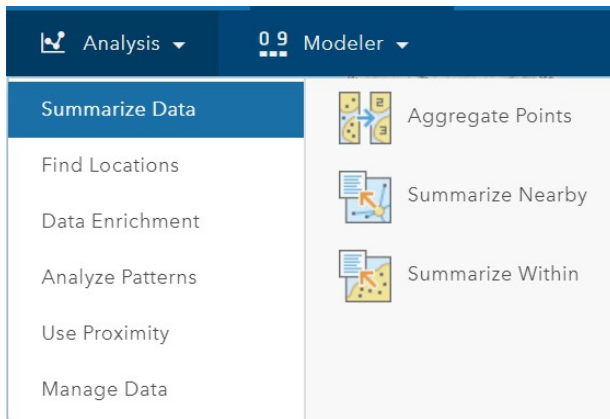 Analysis
0 9 Modeler
Summarize Data
Find Locations
Data Enrichment
Analyze Patterns
Use Proximity
Manage Data
Aggregate Points
Summarize Nearby
Summarize Within